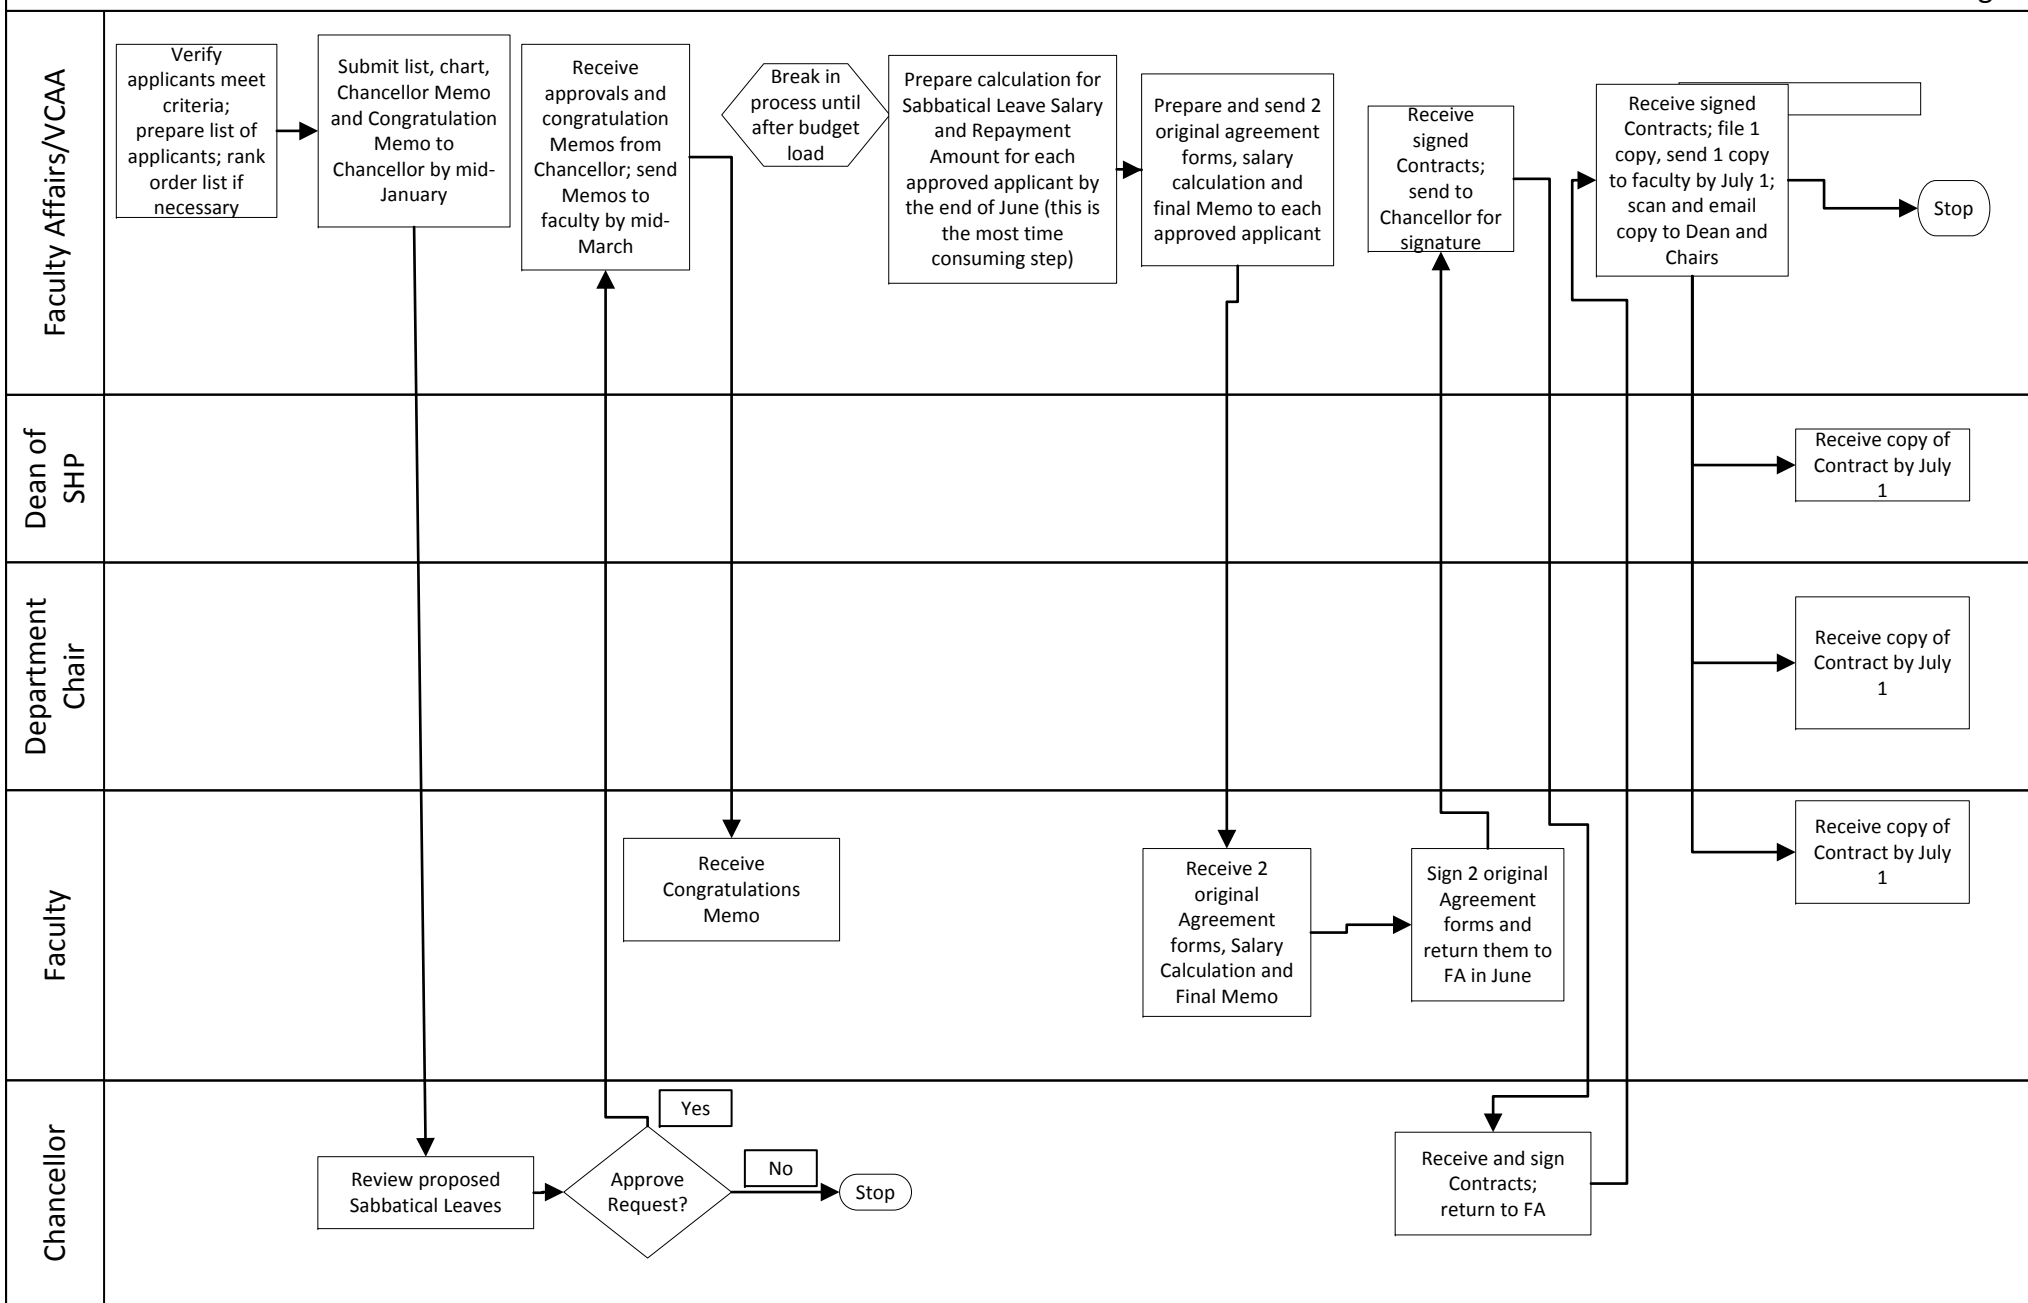 Faculty Affairs/VCAA
Verify
applicants meet
criteria;
prepare list of
applicants; rank
order list if
necessary
Submit list, chart,
Chancellor Memo
and Congratulation
Memo to
Chancellor by mid-
January
Receive
approvals and
congratulation
Memos from
Chancellor; send
Memos to
faculty by mid-
March
Break in
process until
after budget
load
Prepare calculation for
Sabbatical Leave Salary
and Repayment
Amount for each
approved applicant by
the end of June (this is
the most time
consuming step)
Prepare and send 2
original agreement
forms, salary
calculation and
final Memo to each
approved applicant
Receive
signed
Contracts;
send to
Chancellor for
signature
Receive signed
Contracts; file 1
copy, send 1 copy
to faculty by July 1;
scan and email
copy to Dean and
Chairs
Stop
Dean of
SHP
Receive copy of
Contract by July
1
Department
Chair
Receive copy of
Contract by July
1
Faculty
Receive
Congratulations
Memo
Receive 2
original
Agreement
forms, Salary
Calculation and
Final Memo
Sign 2 original
Agreement
forms and
return them to
FA in June
Receive copy of
Contract by July
1
Chancellor
Review proposed
Sabbatical Leaves
Approve
Request?
Yes
No
Stop
Receive and sign
Contracts;
return to FA